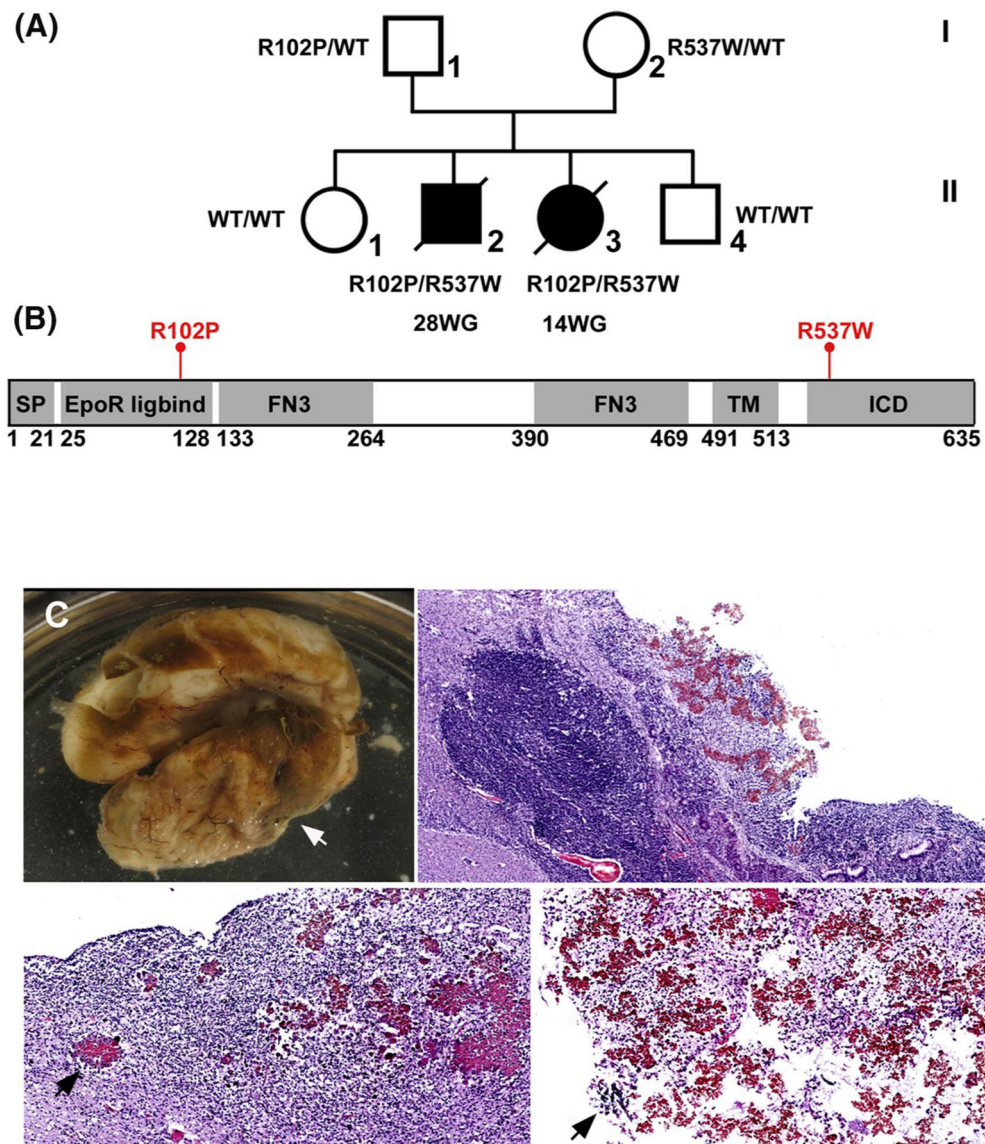 (A)
R102P/WT 1 2 R537W/WT I
WT/WT 1 2 3 4 WT/WT II
R102P/R537W R102P/R537W
28WG 14WG
(B)
R102P R537W
SP EpoR ligbind FN3 FN3 TM ICD
1 21 25 128 133 264 390 469 491 513 635
C